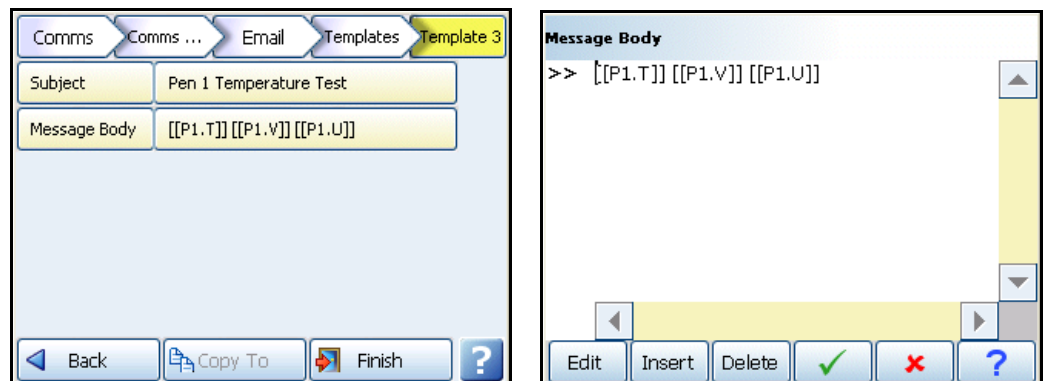 Comms Comms ... Email Templates Template 3
Subject Pen 1 Temperature Test
Message Body [[P1.T]] [[P1.V]] [[P1.U]]
Back Copy To Finish ?
Message Body
>> [[P1.T]] [[P1.V]] [[P1.U]]
Edit Insert Delete ?